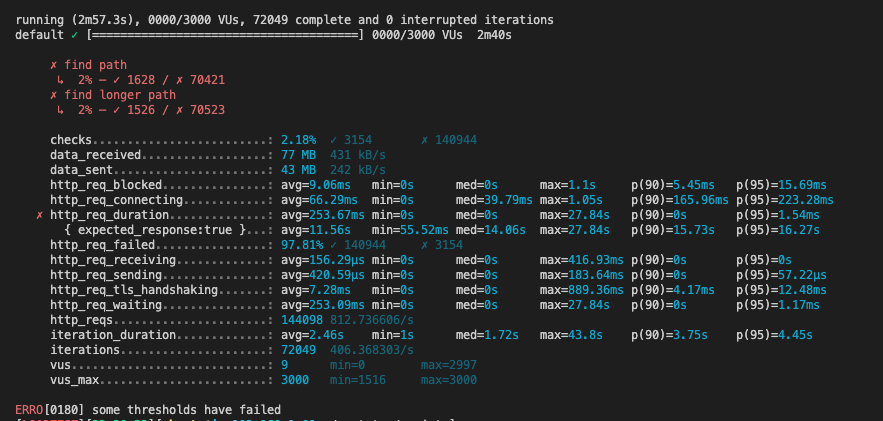 running (2m57.3s), 0000/3000 VUs, 72049 complete and 0 interrupted iterations
default ✓ [======================================] 0000/3000 VUs  2m40s
✗ find path
↳  2% — ✓ 1628 / ✗ 70421
✗ find longer path
↳  2% — ✓ 1526 / ✗ 70523
checks.........................: 2.18%  ✓ 3154       ✗ 140944
data_received..................: 77 MB  431 kB/s
data_sent......................: 43 MB  242 kB/s
http_req_blocked...............: avg=9.06ms   min=0s      med=0s      max=1.1s     p(90)=5.45ms   p(95)=15.69ms
http_req_connecting............: avg=66.29ms  min=0s      med=39.79ms max=1.05s    p(90)=165.96ms p(95)=223.28ms
✗ http_req_duration..............: avg=253.67ms min=0s      med=0s      max=27.84s   p(90)=0s       p(95)=1.54ms
{ expected_response:true }...: avg=11.56s   min=55.52ms med=14.06s  max=27.84s   p(90)=15.73s   p(95)=16.27s
http_req_failed................: 97.81% ✓ 140944     ✗ 3154
http_req_receiving.............: avg=156.29µs min=0s      med=0s      max=416.93ms p(90)=0s       p(95)=0s
http_req_sending...............: avg=420.59µs min=0s      med=0s      max=183.64ms p(90)=0s       p(95)=57.22µs
http_req_tls_handshaking.......: avg=7.28ms   min=0s      med=0s      max=889.36ms p(90)=4.17ms   p(95)=12.48ms
http_req_waiting...............: avg=253.09ms min=0s      med=0s      max=27.84s   p(90)=0s       p(95)=1.17ms
http_reqs......................: 144098 812.736606/s
iteration_duration.............: avg=2.46s    min=1s      med=1.72s   max=43.8s    p(90)=3.75s    p(95)=4.45s
iterations.....................: 72049  406.368303/s
vus............................: 9      min=0        max=2997
vus_max........................: 3000   min=1516     max=3000
ERRO[0180] some thresholds have failed